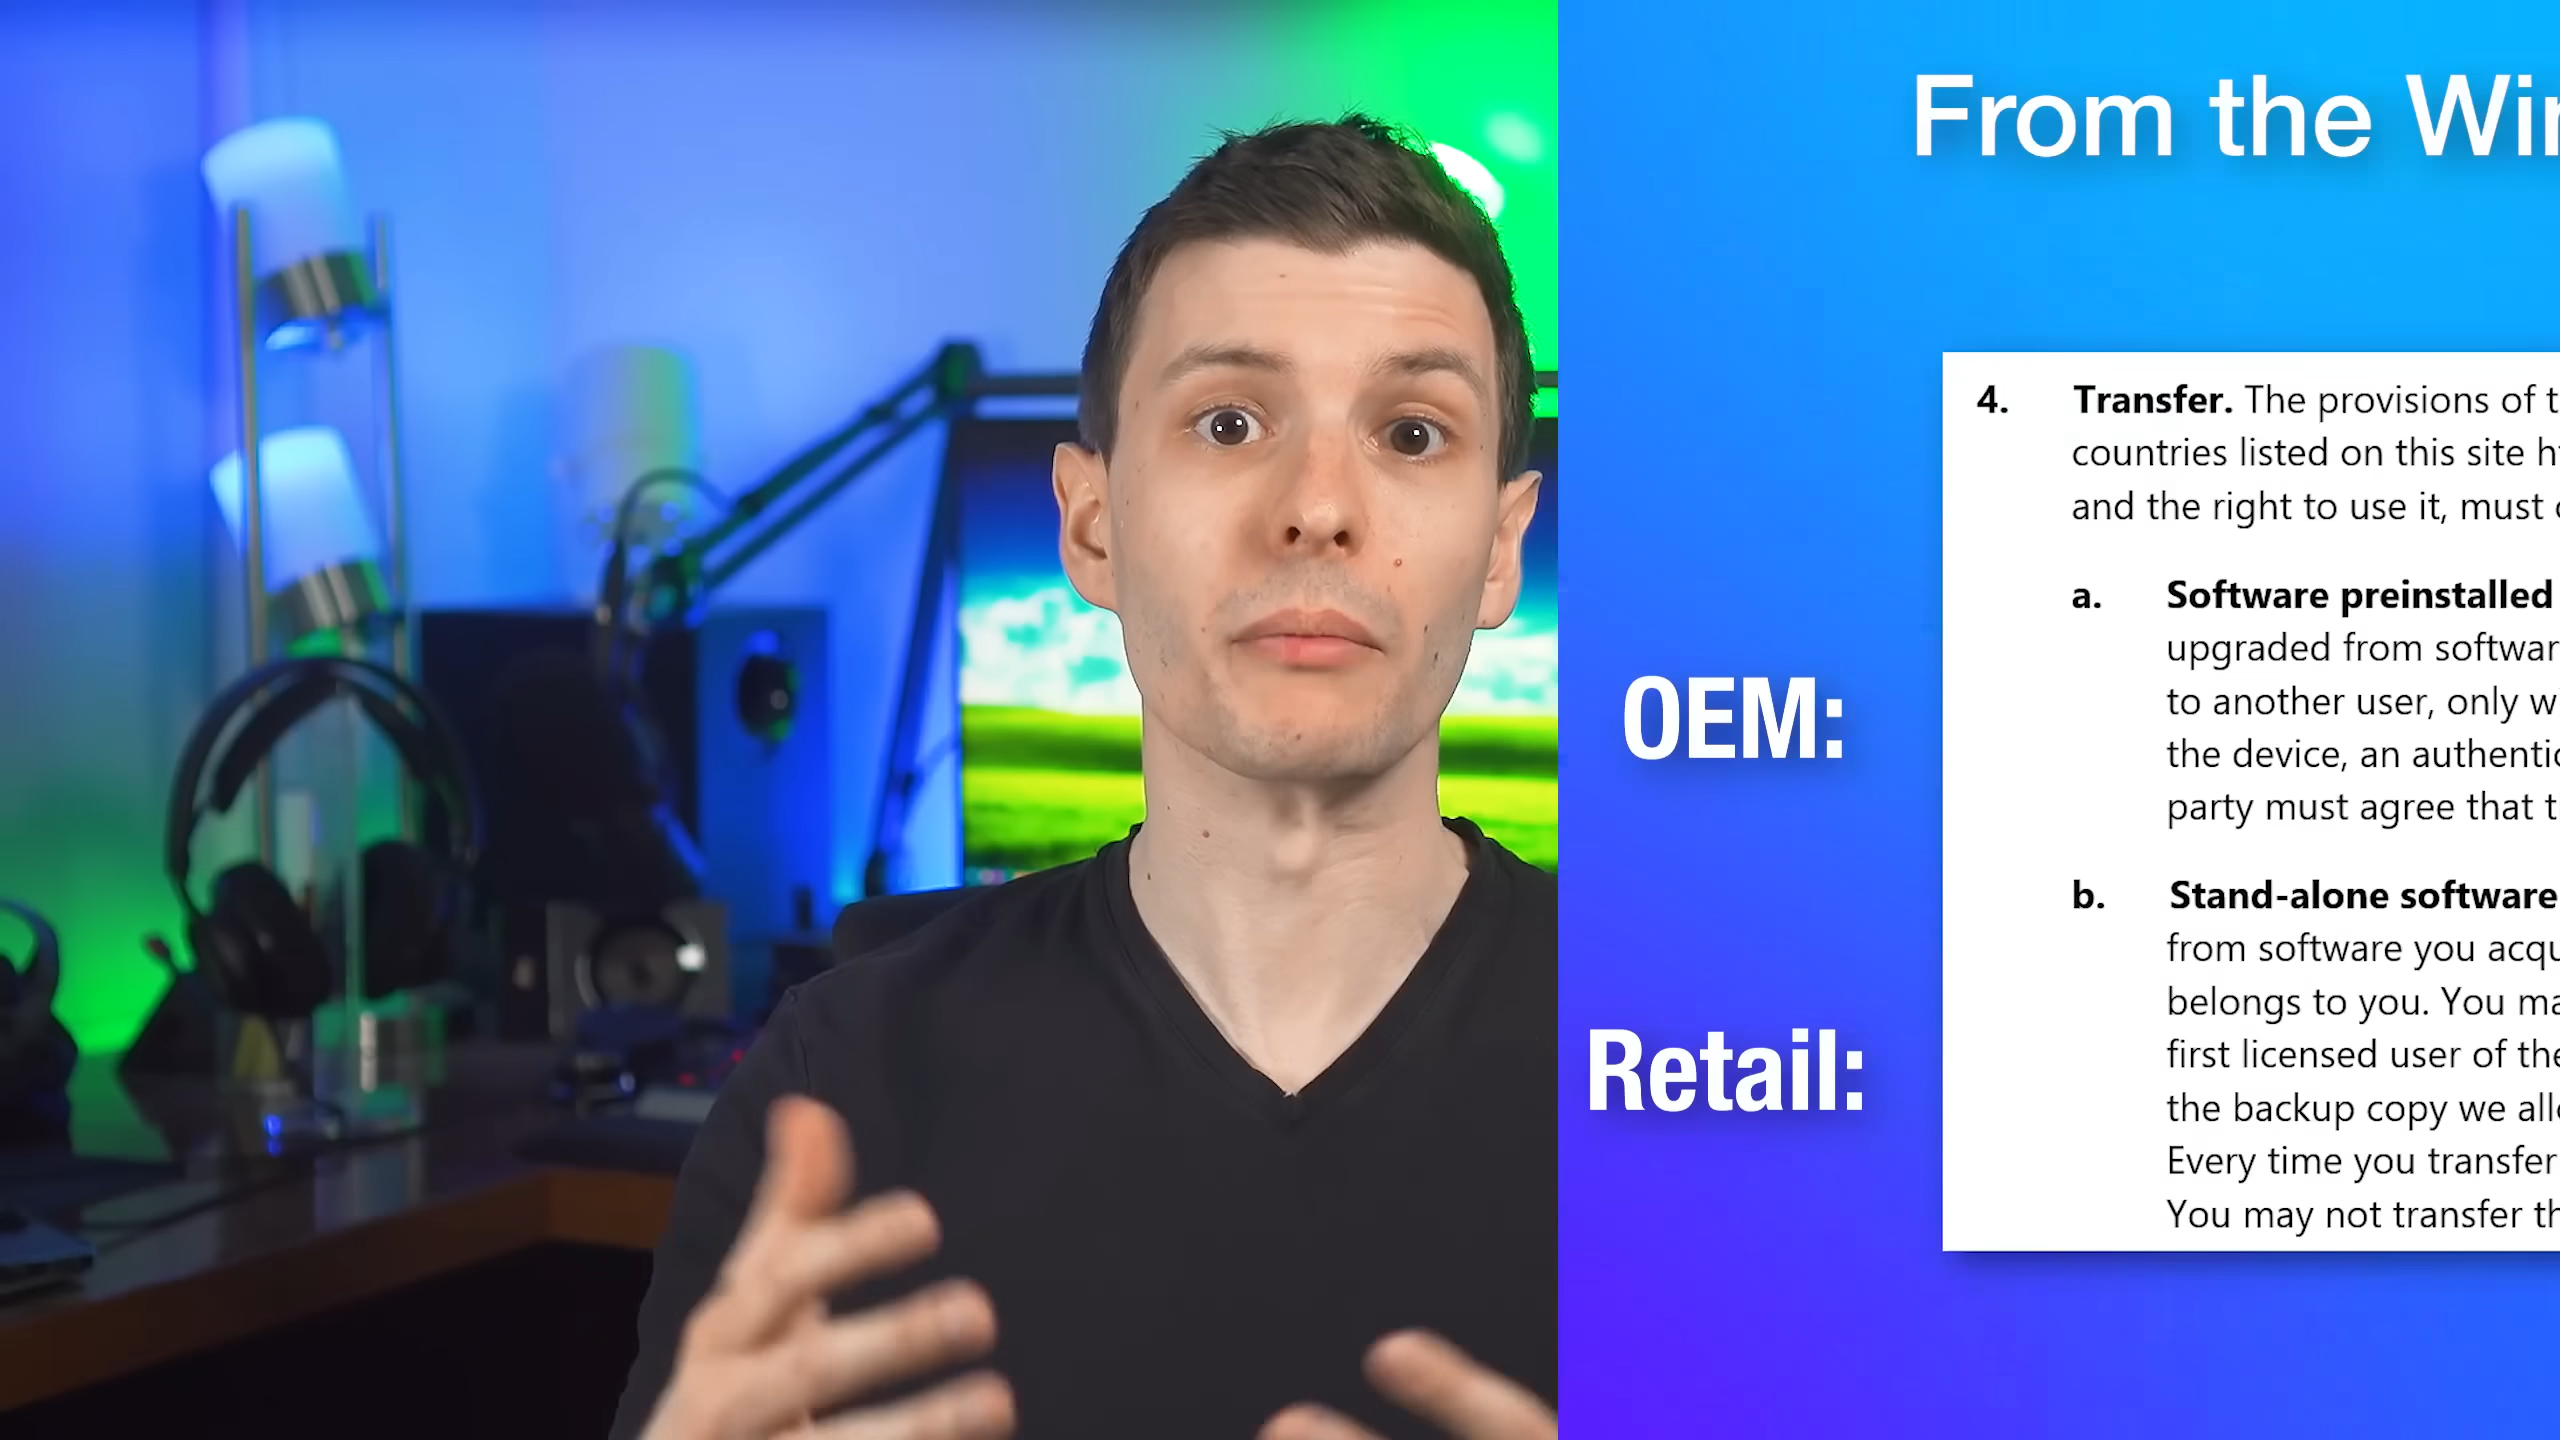 From the Win
4. Transfer. The provisions of t
countries listed on this site h
and the right to use it, must
a. Software preinstalled
upgraded from softwar
OEM:
to another user, only w
the device, an authentic
party must agree that t
b. Stand-alone software
from software you acqu
belongs to you. You ma
Retail:
first licensed user of the
the backup copy we allo
Every time you transfer
You may not transfer th